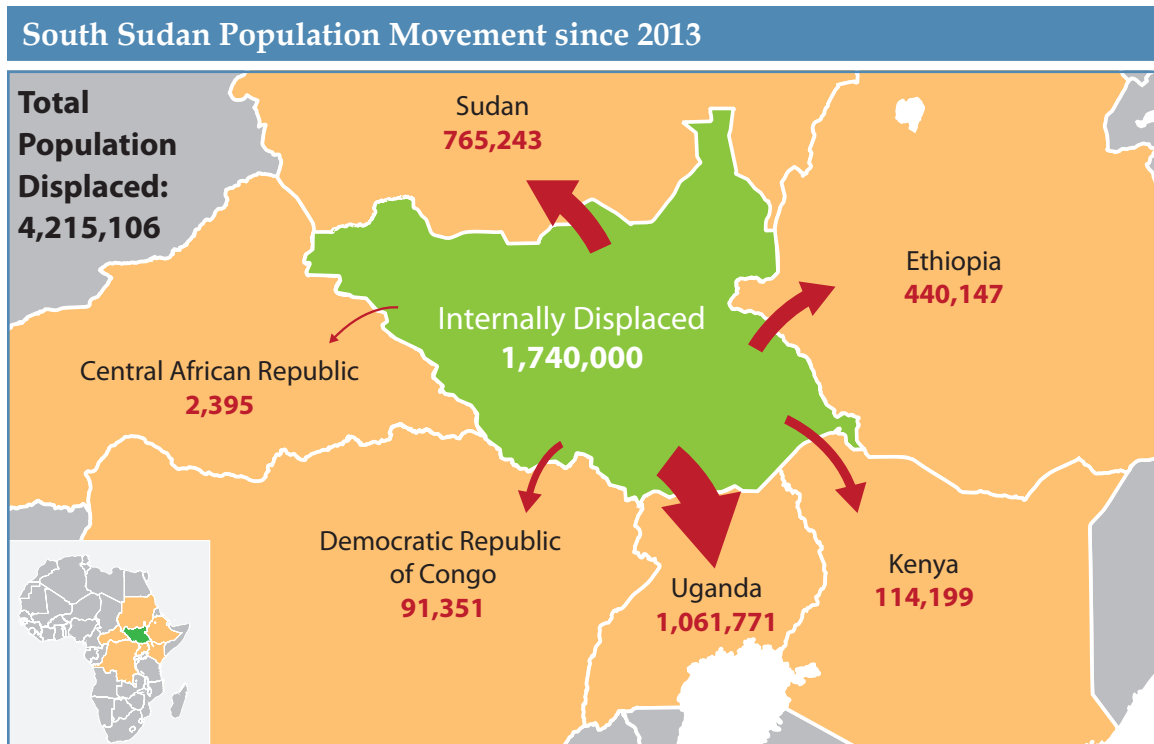 South Sudan Population Movement since 2013
Total
Population
Displaced:
4,215,106
Sudan
765,243
Ethiopia
440,147
Internally Displaced
1,740,000
Central African Republic
2,395
Democratic Republic
of Congo
91,351
Uganda
1,061,771
Kenya
114,199